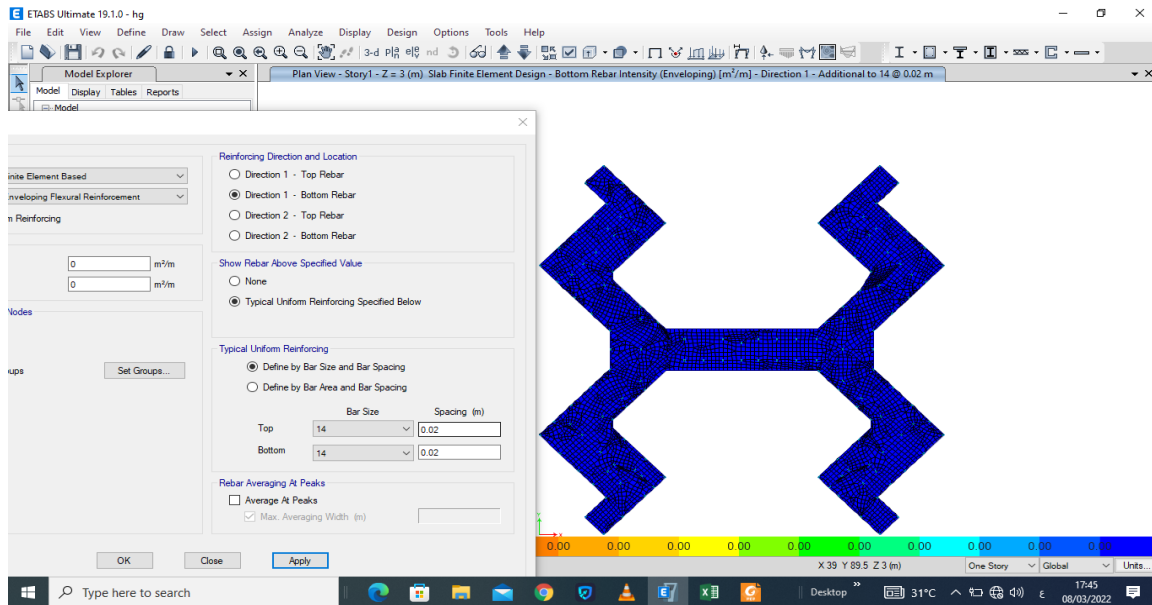 ETABS Ultimate 19.1.0 - hg
File Edit View Define Draw Select Assign Analyze Display Design Options Tools Help
3-d nd
Model Explorer
Plan View - Story1 - Z = 3 (m) Slab Finite Element Design - Bottom Rebar Intensity (Enveloping) [m²/m] - Direction 1 - Additional to 14 @ 0.02 m
Model Display Tables Reports
Model
inite Element Based
nveloping Flexural Reinforcement
m Reinforcing
0 m²/m
0 m²/m
Nodes
ups Set Groups...
Reinforcing Direction and Location
Direction 1 - Top Rebar
Direction 1 - Bottom Rebar
Direction 2 - Top Rebar
Direction 2 - Bottom Rebar
Show Rebar Above Specified Value
None
Typical Uniform Reinforcing Specified Below
Typical Uniform Reinforcing
Define by Bar Size and Bar Spacing
Define by Bar Area and Bar Spacing
Bar Size Spacing (m)
Top 14 0.02
Bottom 14 0.02
Rebar Averaging At Peaks
Average At Peaks
Max. Averaging Width (m)
OK Close Apply
0.00 0.00 0.00 0.00 0.00 0.00 0.00 0.00 0.00 0.00
X 39 Y 89.5 Z 3 (m) One Story Global Units...
Type here to search
Desktop
31°C
ع
17:45
08/03/2022